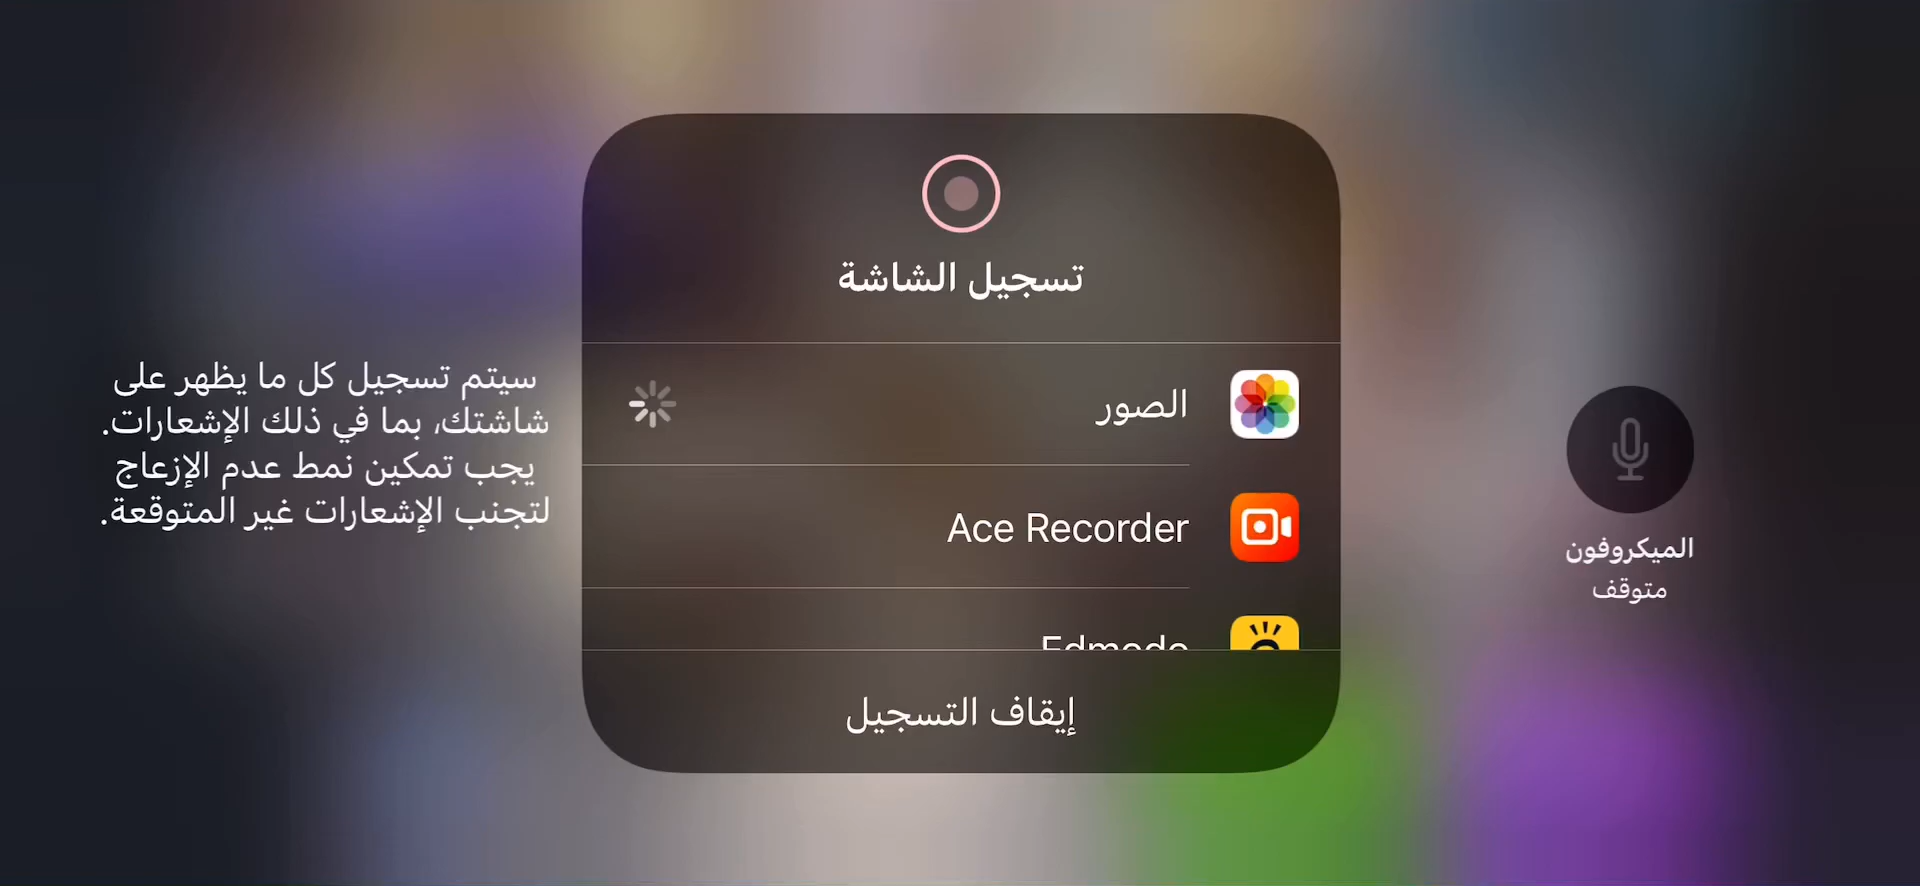 تسجيل الشاشة
الصور
Ace Recorder
Edmodo
إيقاف التسجيل
الميكروفون
متوقف
سيتم تسجيل كل ما يظهر على
شاشتك، بما في ذلك الإشعارات.
يجب تمكين نمط عدم الإزعاج
لتجنب الإشعارات غير المتوقعة.